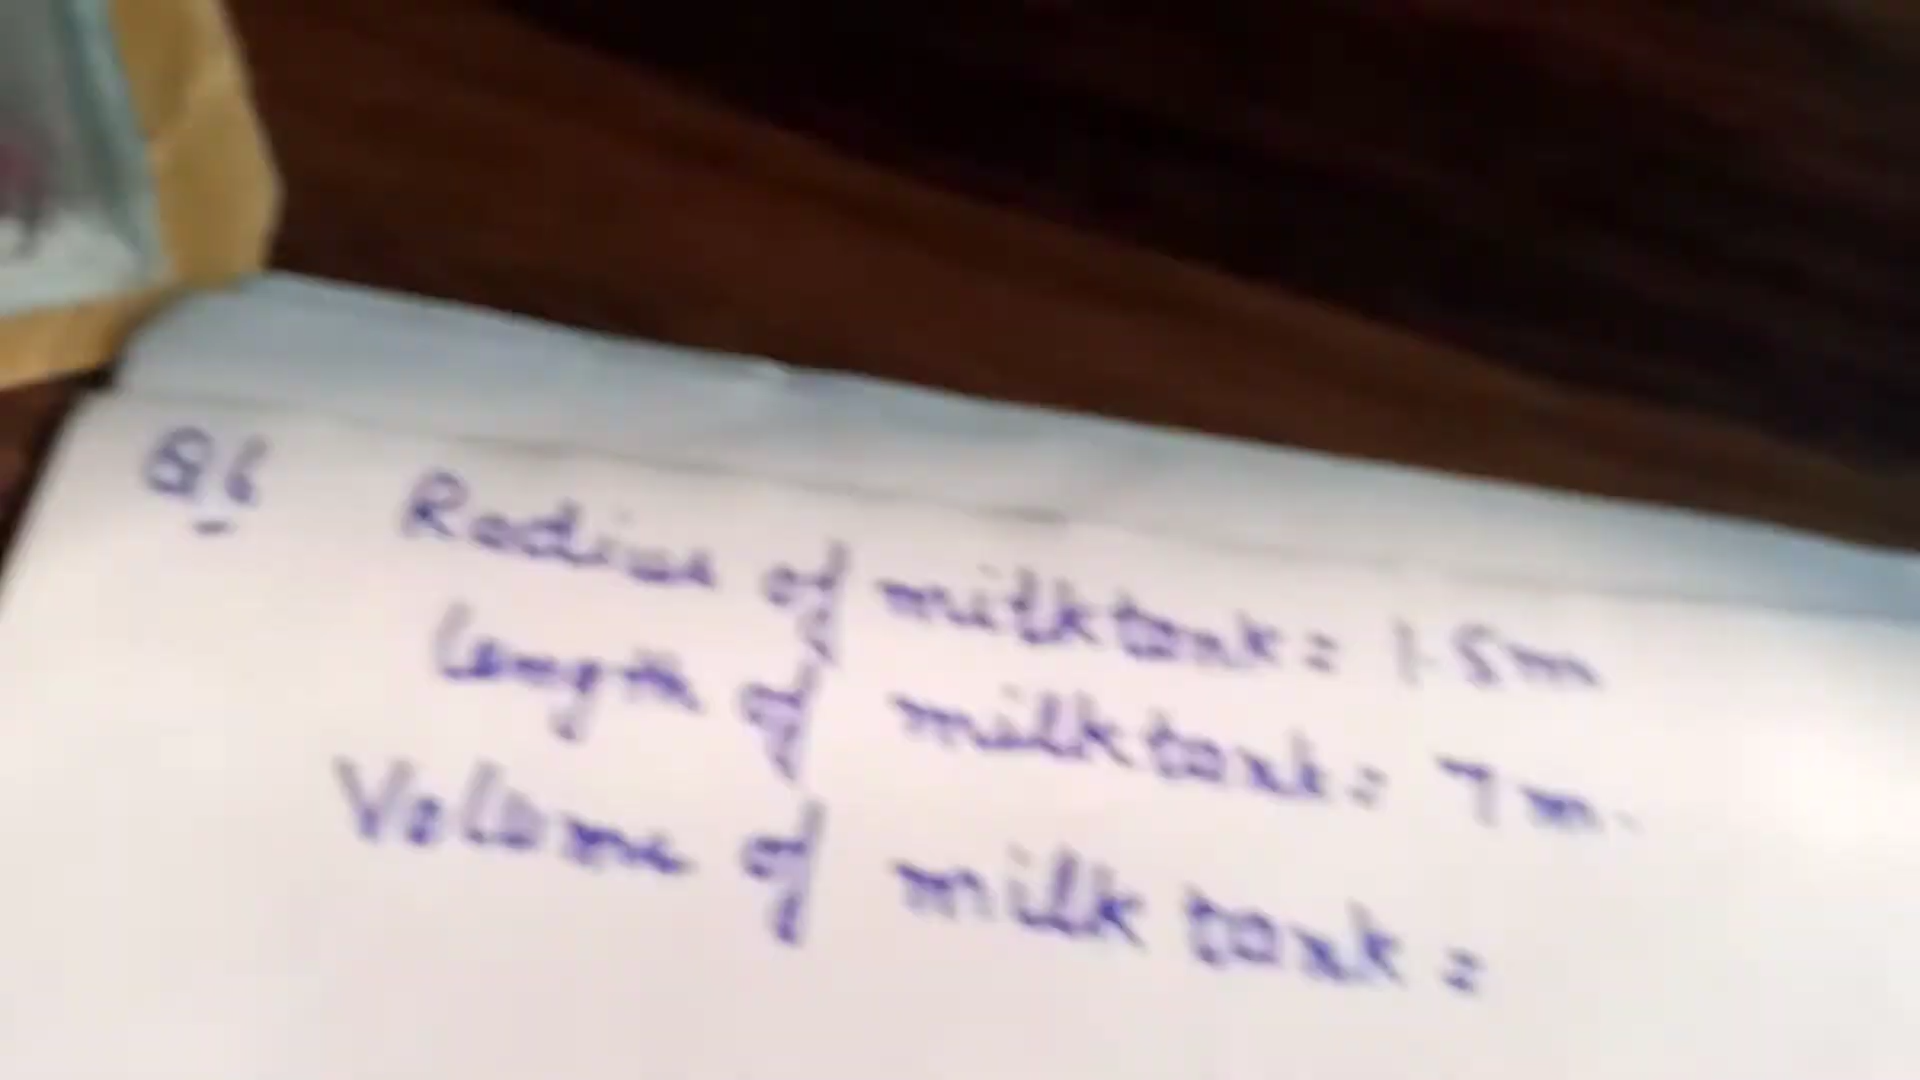 Q6 Radius of milk tank = 1.5m
Length of milk tank = 7m.
Volume of milk tank =